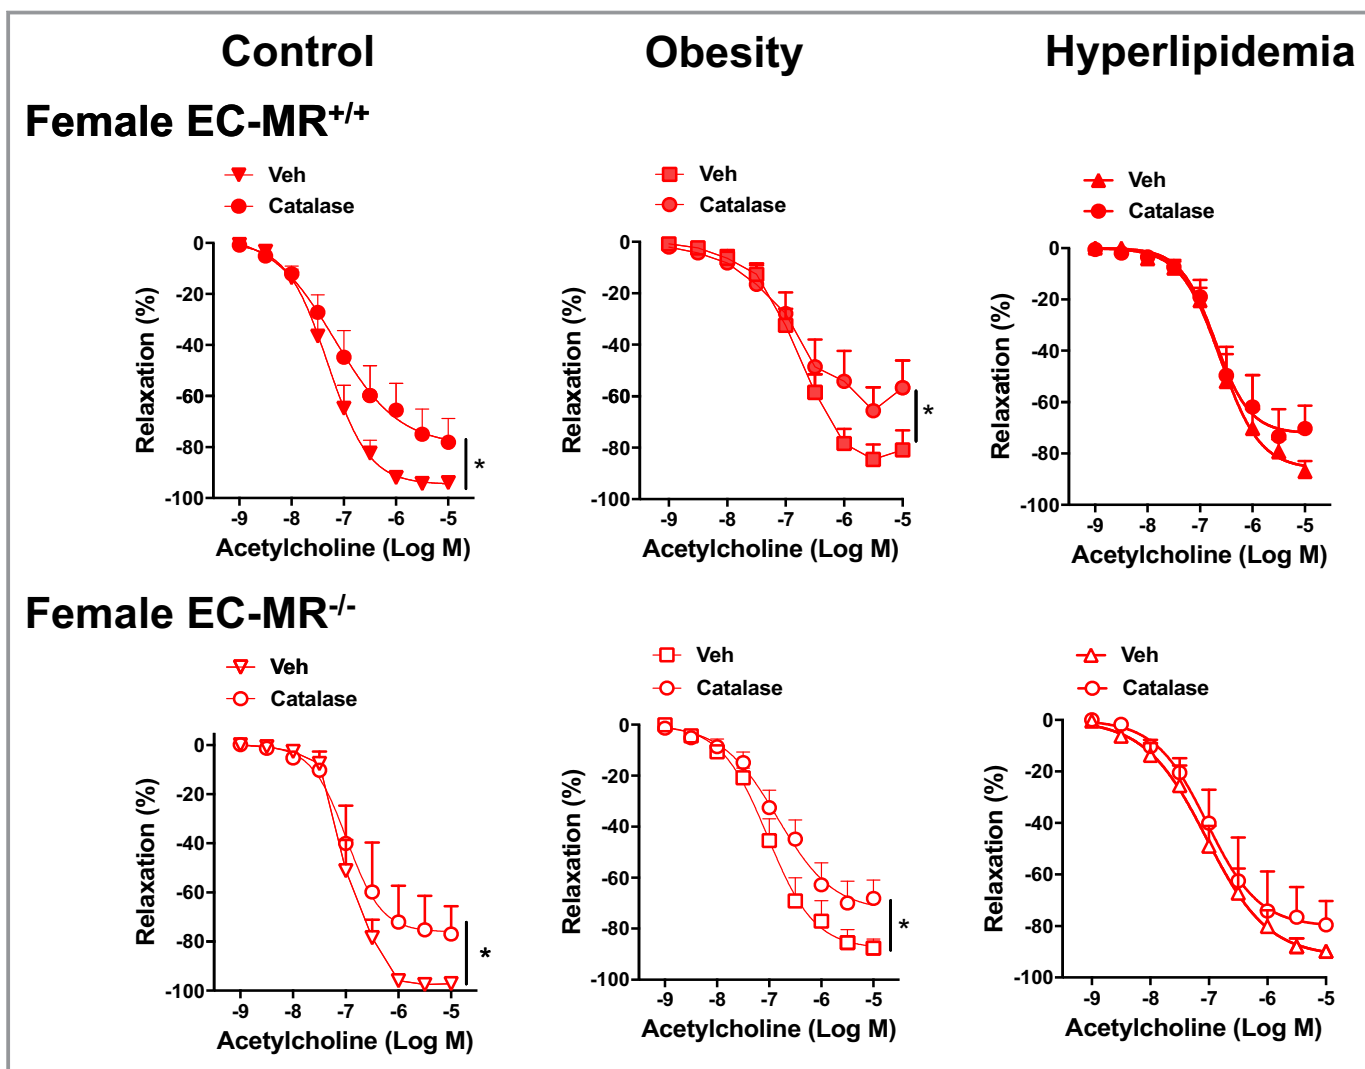 Control
Obesity
Hyperlipidemia
Female EC-MR+/+
Veh
Catalase
0
-20
-40
-60
-80
-100
Relaxation (%)
*
-9 -8 -7 -6 -5
Acetylcholine (Log M)
Veh
Catalase
0
-20
-40
-60
-80
-100
Relaxation (%)
*
-9 -8 -7 -6 -5
Acetylcholine (Log M)
Veh
Catalase
0
-20
-40
-60
-80
-100
Relaxation (%)
-9 -8 -7 -6 -5
Acetylcholine (Log M)
Female EC-MR-/-
Veh
Catalase
0
-20
-40
-60
-80
-100
Relaxation (%)
*
-9 -8 -7 -6 -5
Acetylcholine (Log M)
Veh
Catalase
0
-20
-40
-60
-80
-100
Relaxation (%)
*
-9 -8 -7 -6 -5
Acetylcholine (Log M)
Veh
Catalase
0
-20
-40
-60
-80
-100
Relaxation (%)
-9 -8 -7 -6 -5
Acetylcholine (Log M)